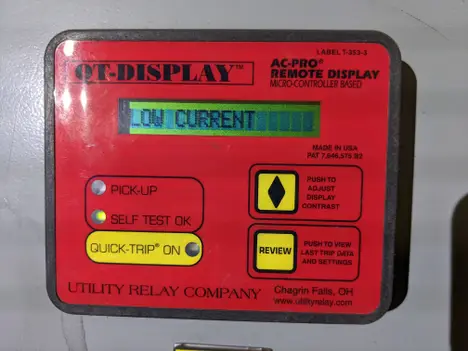 LABEL T-353-3
QT-DISPLAY™
AC-PRO®
REMOTE DISPLAY
MICRO-CONTROLLER BASED
LOW CURRENT
MADE IN USA
PAT 7,646,575 B2
PICK-UP
SELF TEST OK
QUICK-TRIP® ON
PUSH TO
ADJUST
DISPLAY
CONTRAST
REVIEW
PUSH TO VIEW
LAST TRIP DATA
AND SETTINGS
UTILITY RELAY COMPANY
Chagrin Falls, OH
www.utilityrelay.com